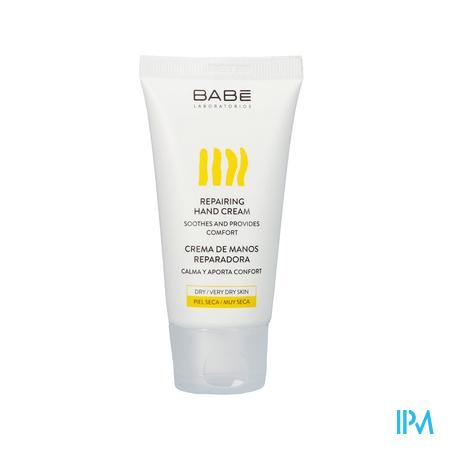 BABÉ
LABORATORIOS
REPAIRING
HAND CREAM
SOOTHES AND PROVIDES
COMFORT
CREMA DE MANOS
REPARADORA
CALMA Y APORTA CONFORT
DRY / VERY DRY SKIN
PIEL SECA / MUY SECA
IPM